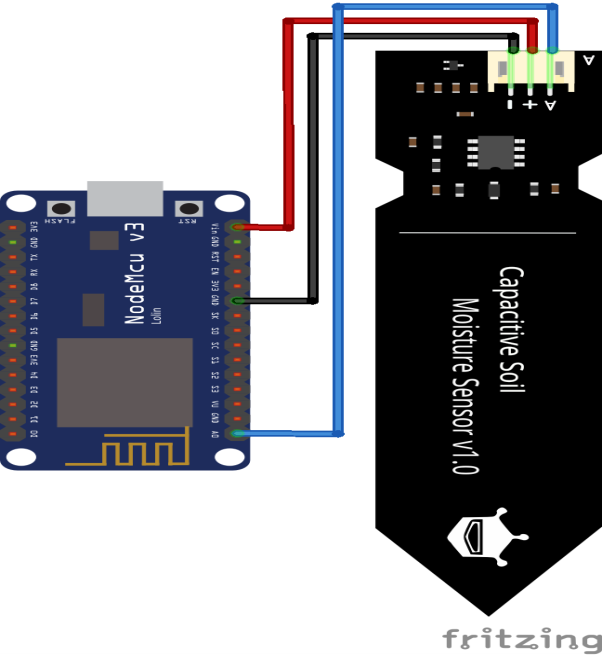 FLASH
RST
3V3
GND
TX
RX
D8
D7
D6
D5
GND
3V3
D4
D3
D2
D1
D0
NodeMcu v3
Lolin
Vin
GND
RST
EN
3V3
GND
SK
SO
SC
S1
S2
S3
VU
GND
A0
A
- + A
Capacitive Soil
Moisture Sensor v1.0
fritzing